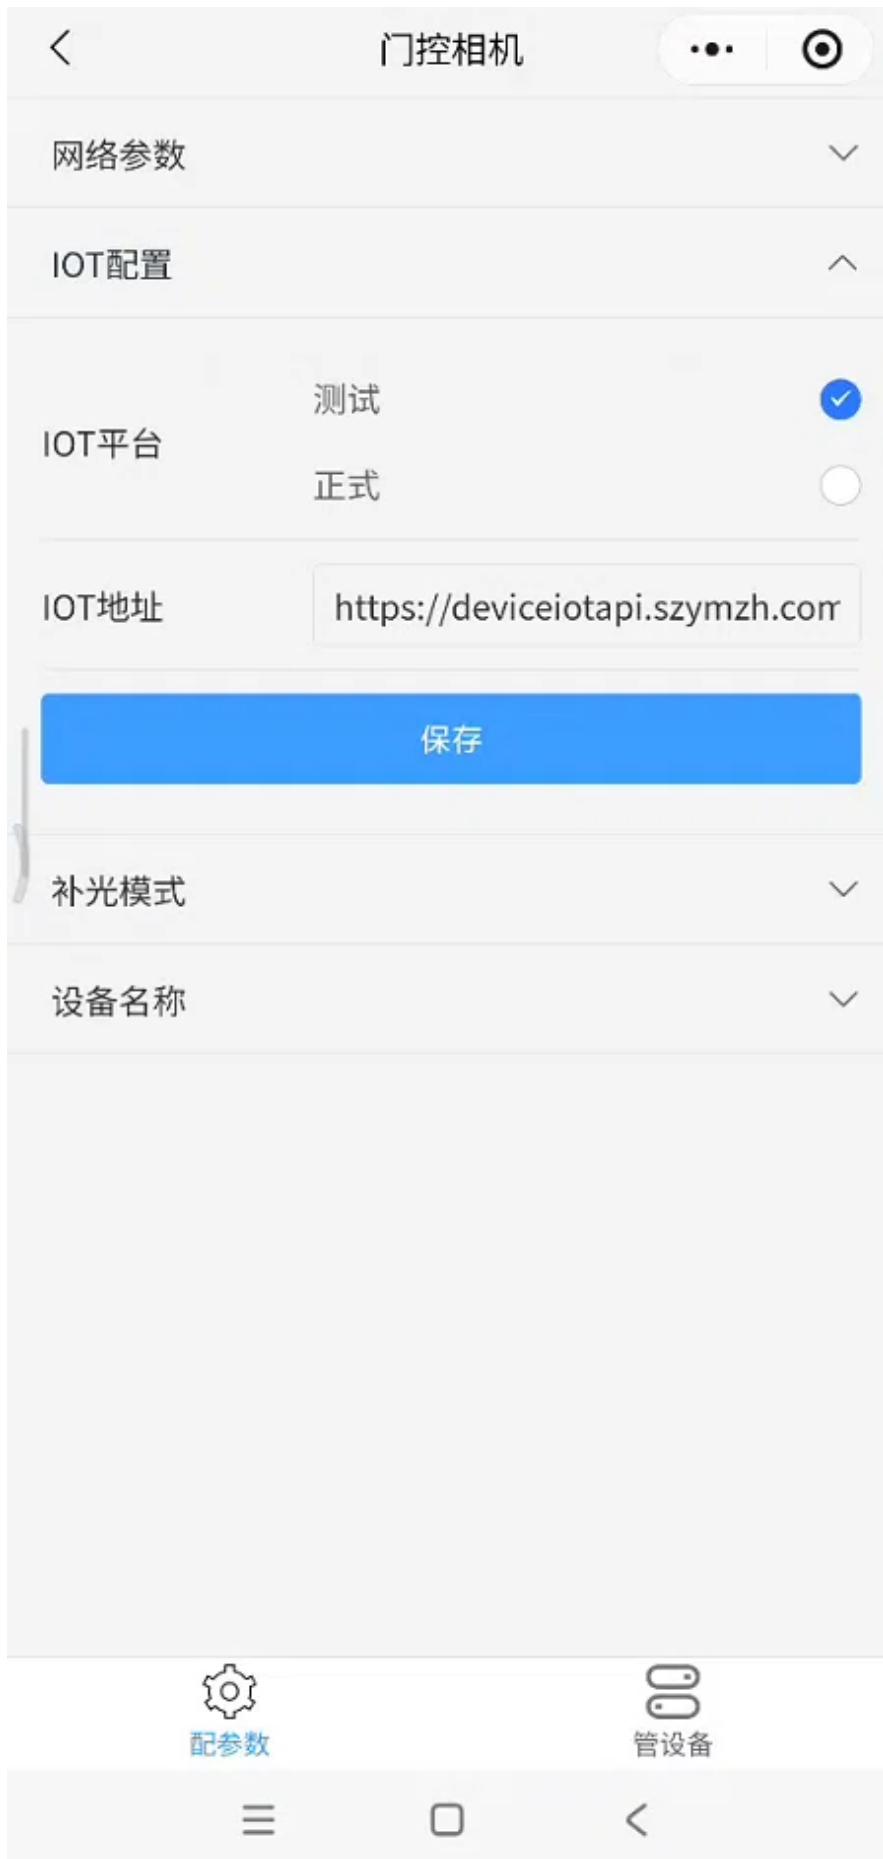 门控相机
网络参数
IOT配置
IOT平台
测试
正式
IOT地址
https://deviceiotapi.szymzh.com
保存
补光模式
设备名称
配参数
管设备